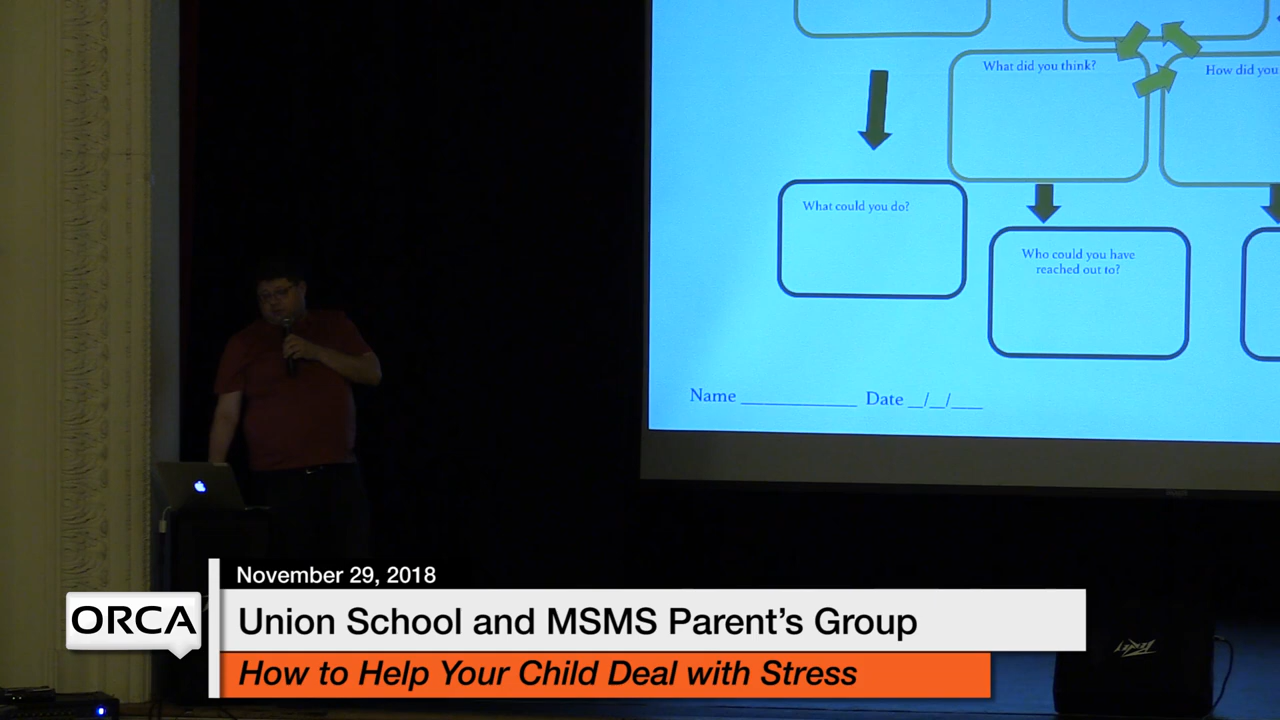 What did you think?
How did you
What could you do?
Who could you have
reached out to?
Name ____________ Date __/__/____
November 29, 2018
ORCA
Union School and MSMS Parent's Group
How to Help Your Child Deal with Stress